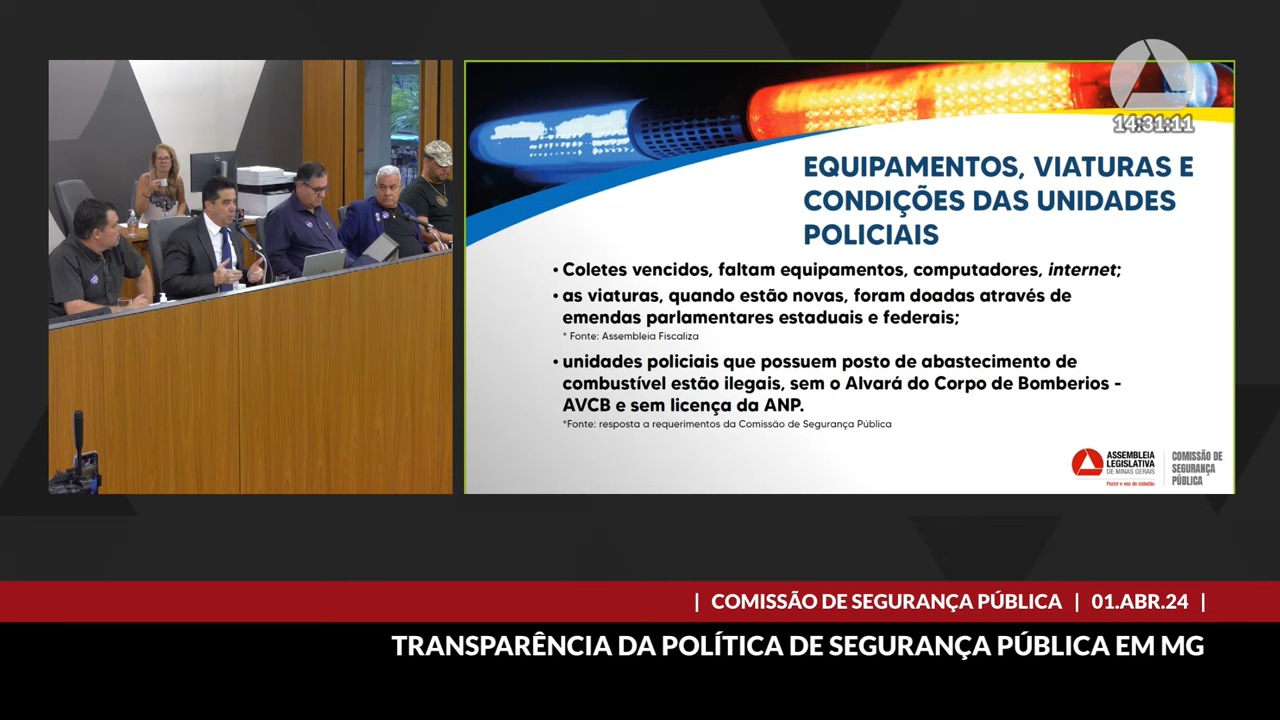 14:31:11
EQUIPAMENTOS, VIATURAS E
CONDIÇÕES DAS UNIDADES
POLICIAIS
• Coletes vencidos, faltam equipamentos, computadores, internet;
• as viaturas, quando estão novas, foram doadas através de
emendas parlamentares estaduais e federais;
* Fonte: Assembleia Fiscaliza
• unidades policiais que possuem posto de abastecimento de
combustível estão ilegais, sem o Alvará do Corpo de Bomberios -
AVCB e sem licença da ANP.
*Fonte: resposta a requerimentos da Comissão de Segurança Pública
ASSEMBLEIA
LEGISLATIVA
DE MINAS GERAIS
Poder e voz do cidadão
COMISSÃO DE
SEGURANÇA
PÚBLICA
| COMISSÃO DE SEGURANÇA PÚBLICA | 01.ABR.24 |
TRANSPARÊNCIA DA POLÍTICA DE SEGURANÇA PÚBLICA EM MG